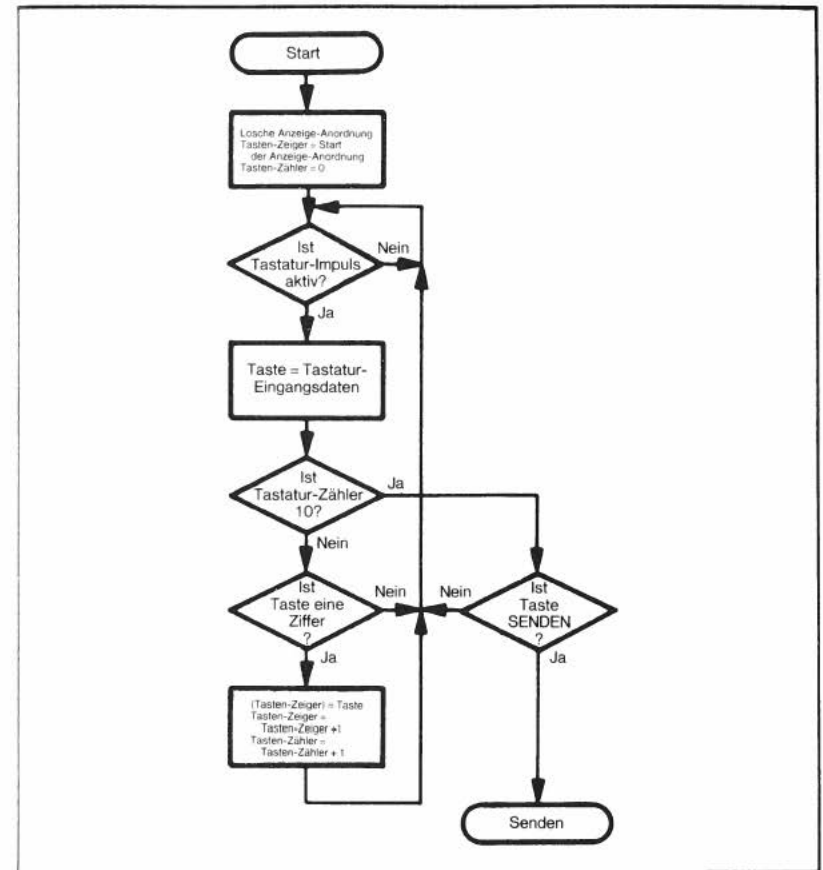 Start
Losche Anzeige-Anordnung
Tasten-Zeiger = Start
der Anzeige-Anordnung
Tasten-Zähler = 0
Ist
Tastatur-Impuls
aktiv?
Nein
Ja
Taste = Tastatur-
Eingangsdaten
Ist
Tastatur-Zähler
10?
Ja
Nein
Ist
Taste eine
Ziffer
?
Nein
Ja
Nein
Ist
Taste
SENDEN
?
Ja
(Tasten-Zeiger) = Taste
Tasten-Zeiger =
Tasten-Zeiger +1
Tasten-Zähler =
Tasten-Zähler + 1
Senden